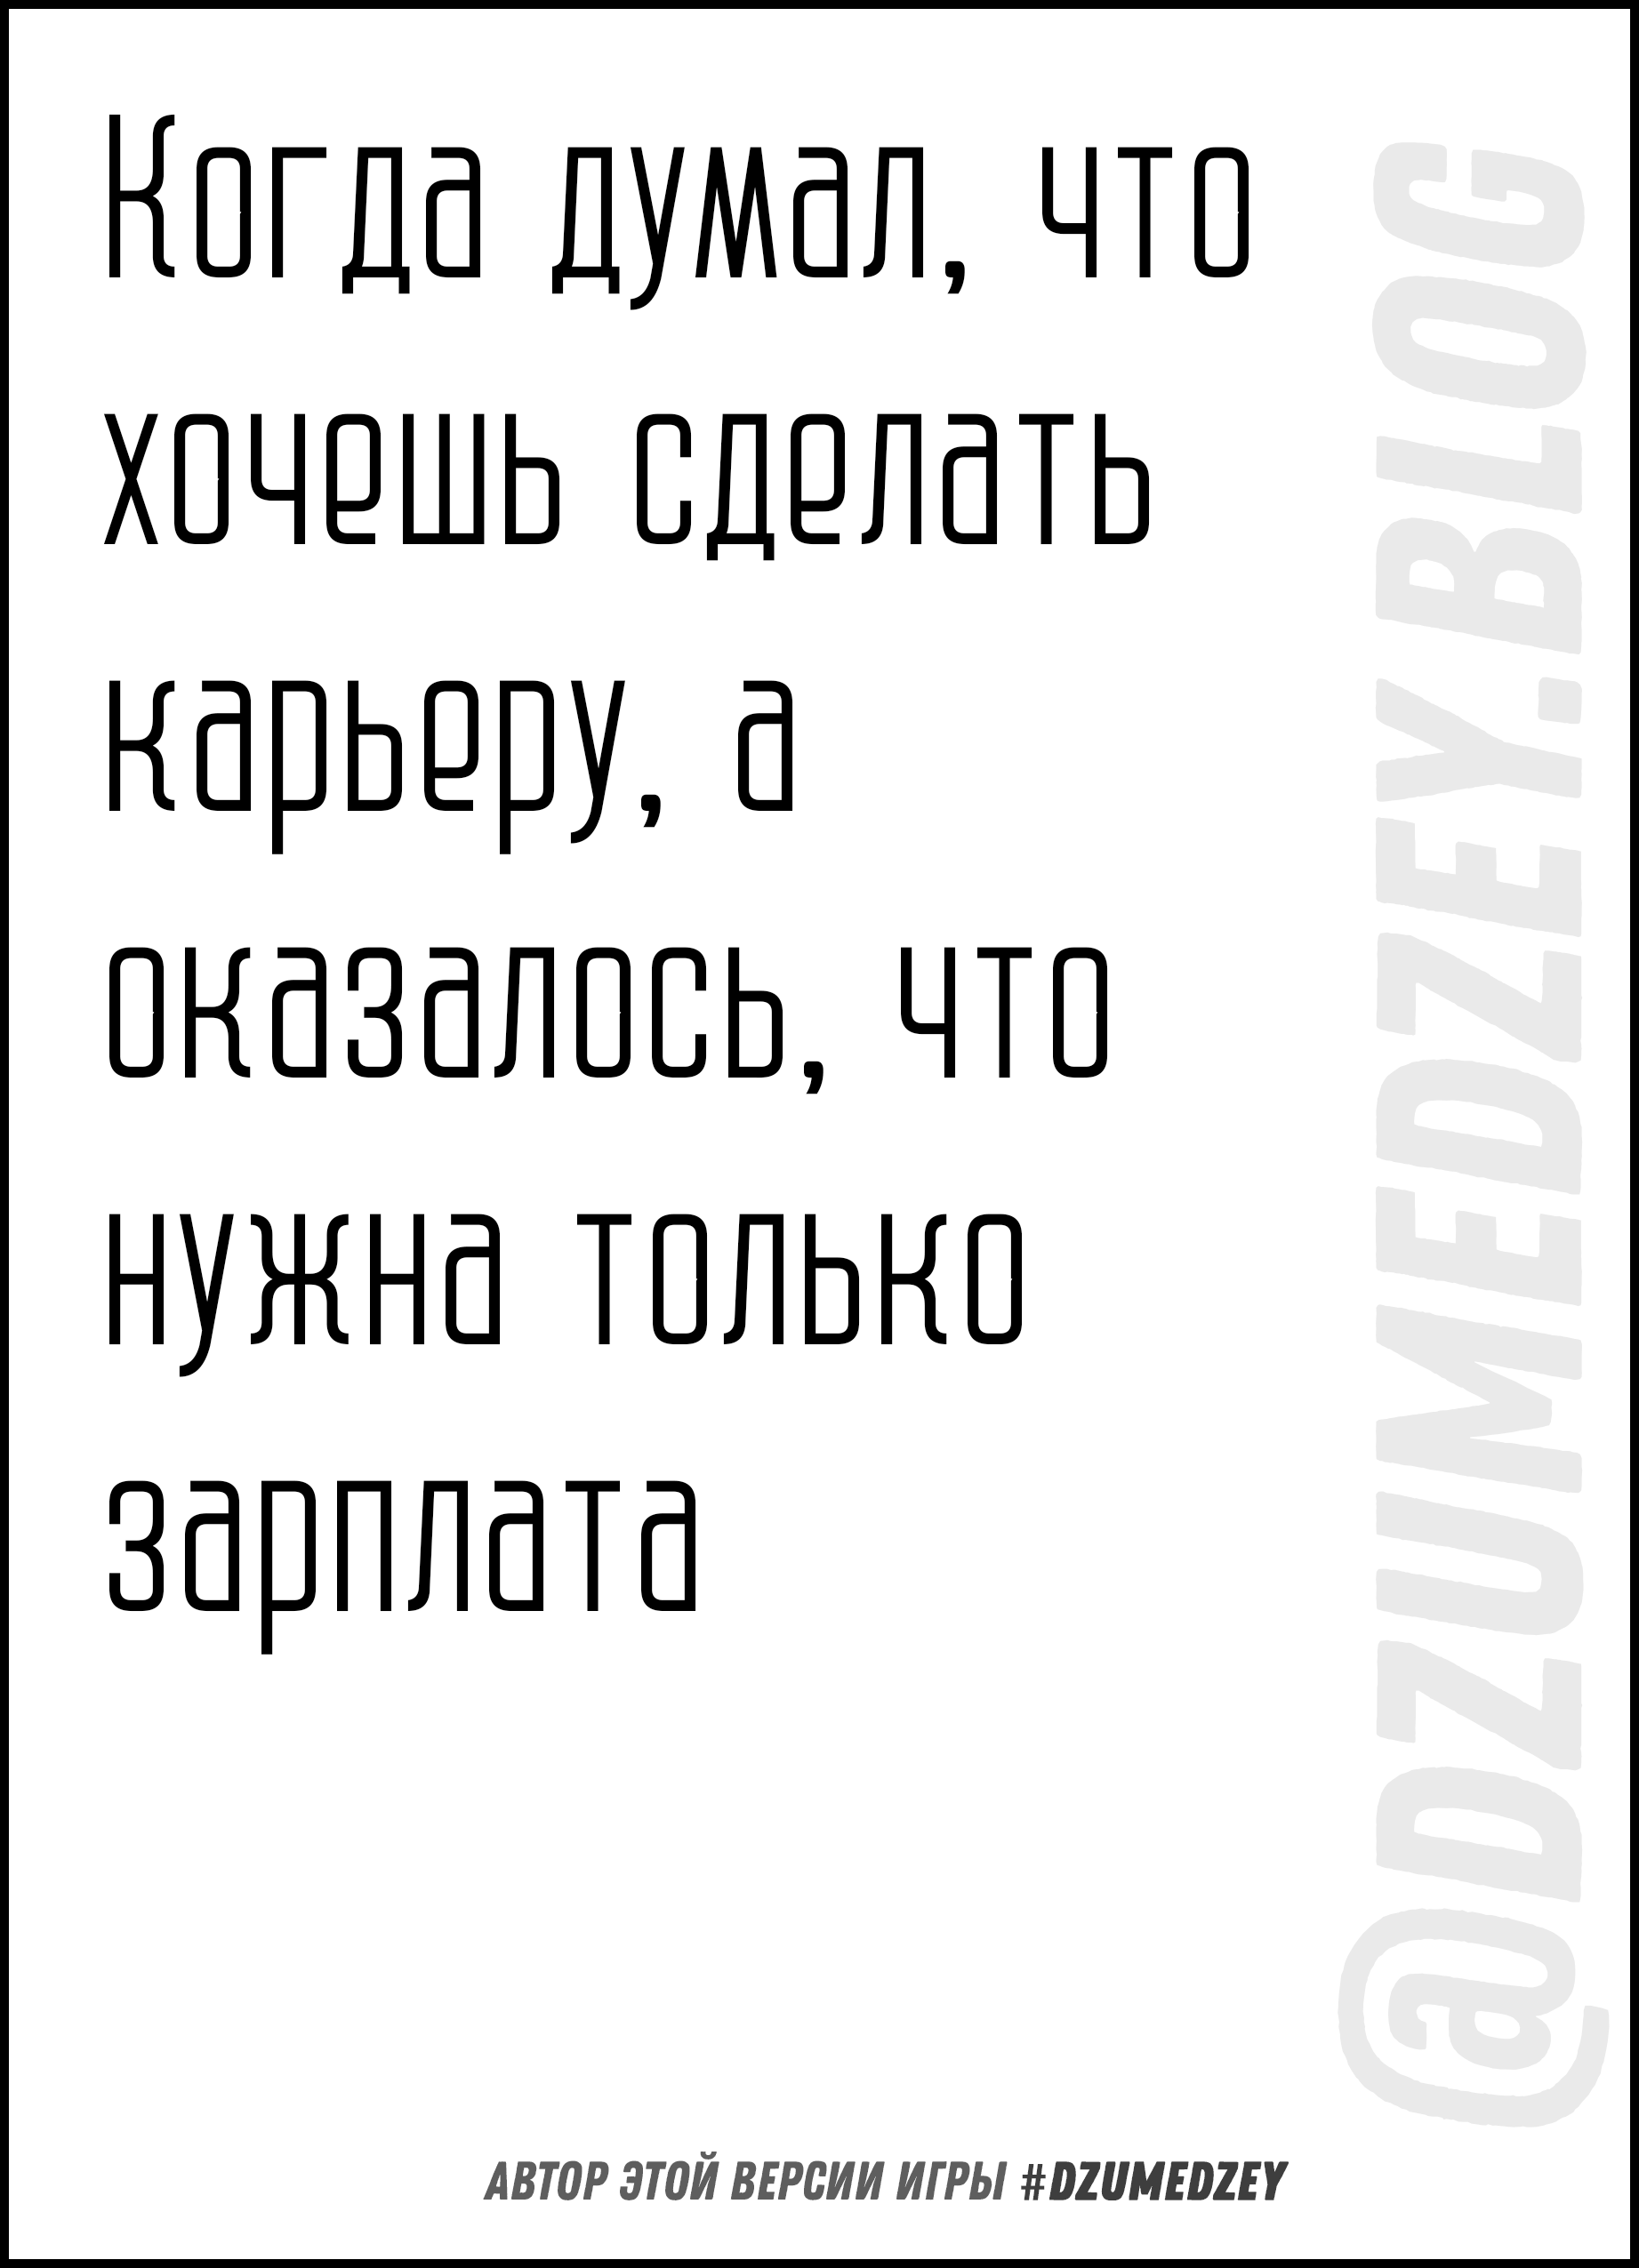 Когда думал, что
хочешь сделать
карьеру, а
оказалось, что
нужна только
зарплата
@DZUMEDZEY.BLOG
АВТОР ЭТОЙ ВЕРСИИ ИГРЫ #DZUMEDZEY